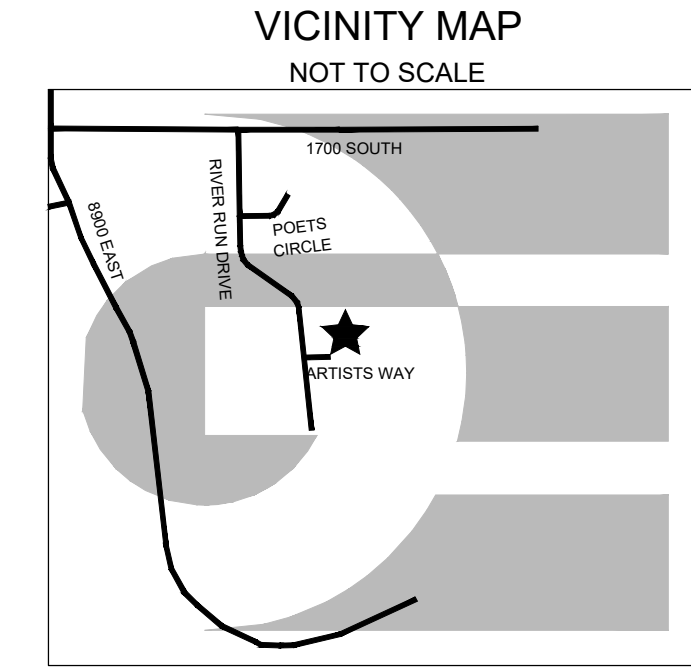 VICINITY MAP
NOT TO SCALE
1700 SOUTH
RIVER RUN DRIVE
8900 EAST
POETS
CIRCLE
ARTISTS WAY